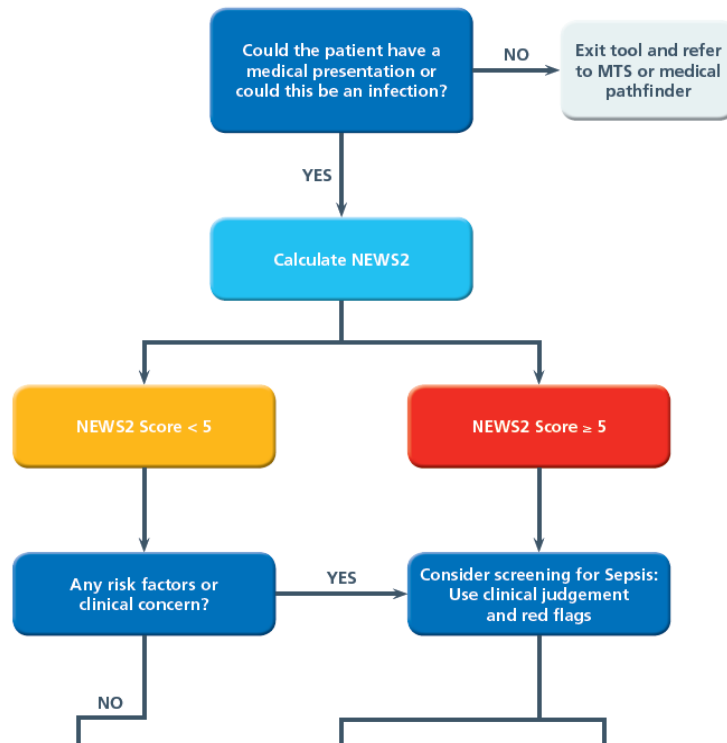 Could the patient have a
medical presentation or
could this be an infection?
NO
Exit tool and refer
to MTS or medical
pathfinder
YES
Calculate NEWS2
NEWS2 Score < 5
NEWS2 Score ≥ 5
Any risk factors or
clinical concern?
YES
Consider screening for Sepsis:
Use clinical judgement
and red flags
NO